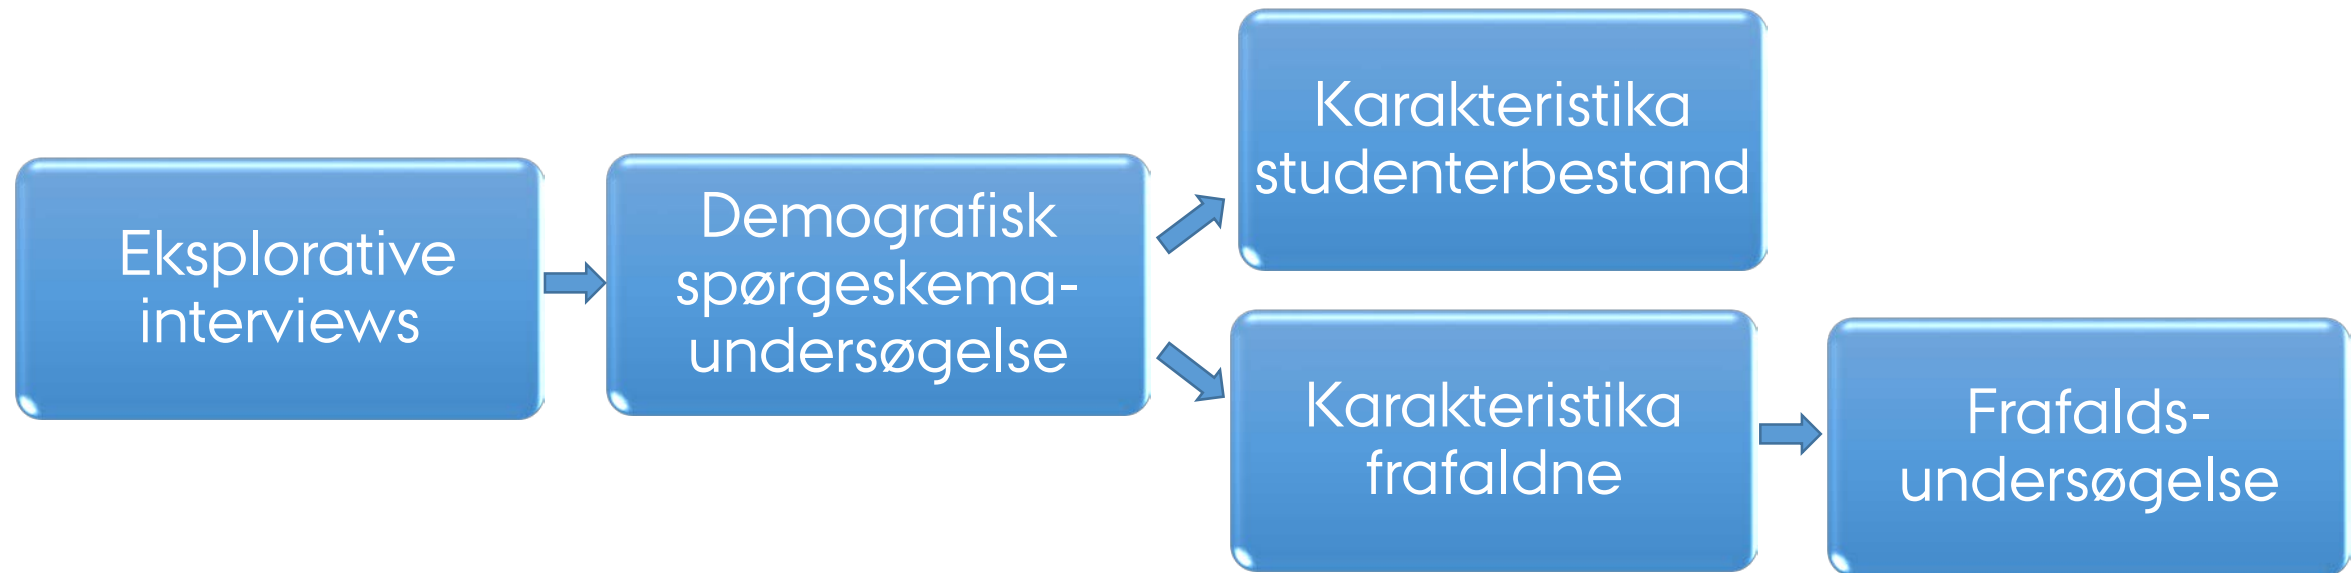 Eksplorative
interviews
Demografisk
spørgeskema-
undersøgelse
Karakteristika
studenterbestand
Karakteristika
frafaldne
Frafalds-
undersøgelse